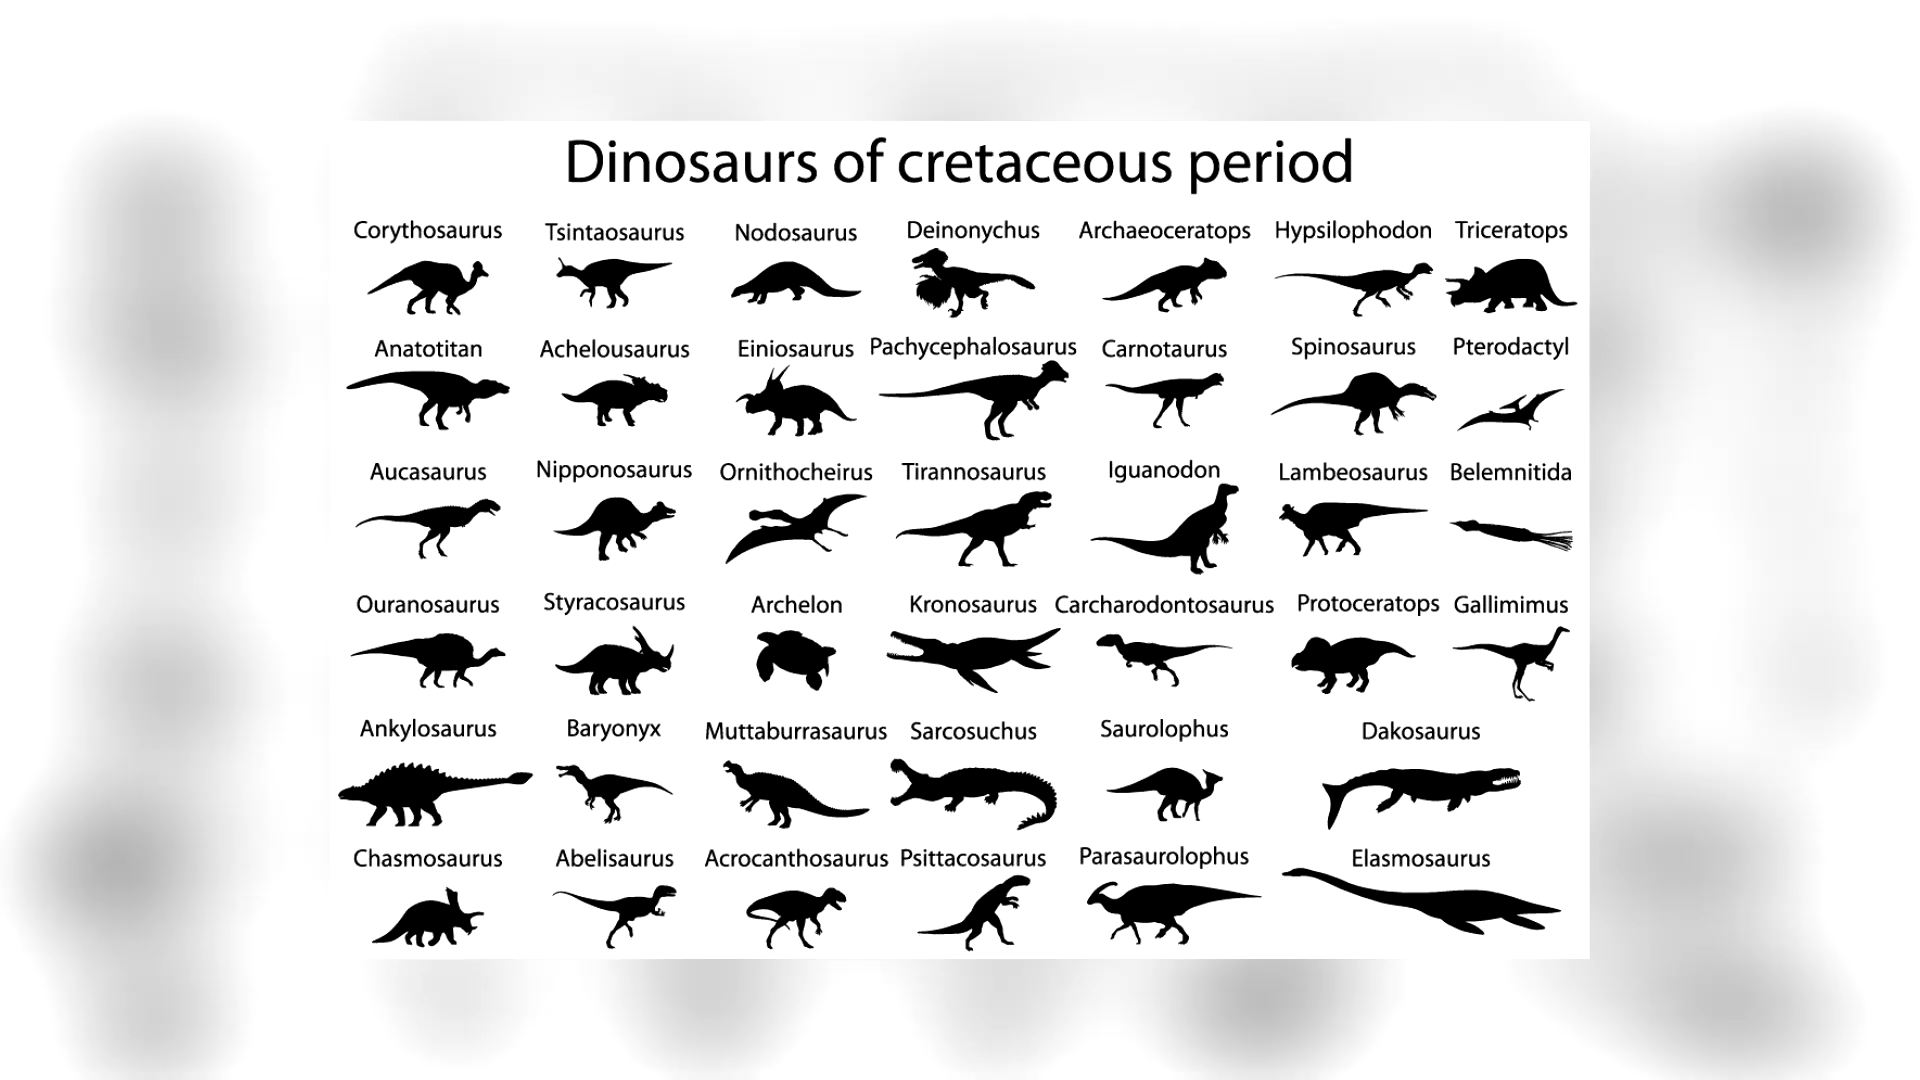 Dinosaurs of cretaceous period
Corythosaurus Tsintaosaurus Nodosaurus Deinonychus Archaeoceratops Hypsilophodon Triceratops
Anatotitan Achelousaurus Einiosaurus Pachycephalosaurus Carnotaurus Spinosaurus Pterodactyl
Aucasaurus Nipponosaurus Ornithocheirus Tirannosaurus Iguanodon Lambeosaurus Belemnitida
Ouranosaurus Styracosaurus Archelon Kronosaurus Carcharodontosaurus Protoceratops Gallimimus
Ankylosaurus Baryonyx Muttaburrasaurus Sarcosuchus Saurolophus Dakosaurus
Chasmosaurus Abelisaurus Acrocanthosaurus Psittacosaurus Parasaurolophus Elasmosaurus